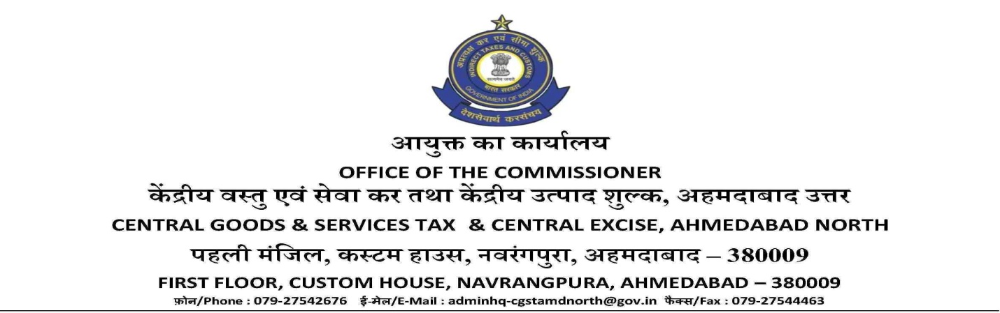 अप्रत्यक्ष कर एवं सीमा शुल्क
INDIRECT TAXES AND CUSTOMS
सत्यमेव जयते
भारत सरकार
GOVERNMENT OF INDIA
देशसेवार्थ करसंचय
आयुक्त का कार्यालय
OFFICE OF THE COMMISSIONER
केंद्रीय वस्तु एवं सेवा कर तथा केंद्रीय उत्पाद शुल्क, अहमदाबाद उत्तर
CENTRAL GOODS & SERVICES TAX & CENTRAL EXCISE, AHMEDABAD NORTH
पहली मंजिल, कस्टम हाउस, नवरंगपुरा, अहमदाबाद – 380009
FIRST FLOOR, CUSTOM HOUSE, NAVRANGPURA, AHMEDABAD – 380009
फ़ोन/Phone : 079-27542676 ई-मेल/E-Mail : adminhq-cgstamdnorth@gov.in फैक्स/Fax : 079-27544463